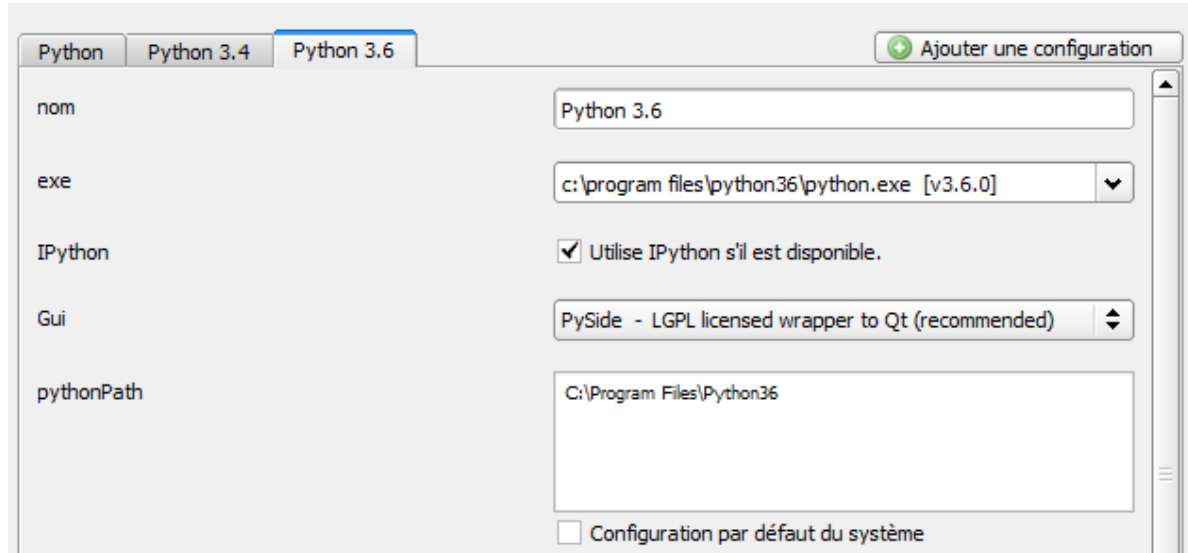 Python Python 3.4 Python 3.6 Ajouter une configuration
nom Python 3.6
exe c:\program files\python36\python.exe [v3.6.0]
IPython Utilise IPython s'il est disponible.
Gui PySide - LGPL licensed wrapper to Qt (recommended)
pythonPath C:\Program Files\Python36
Configuration par défaut du système